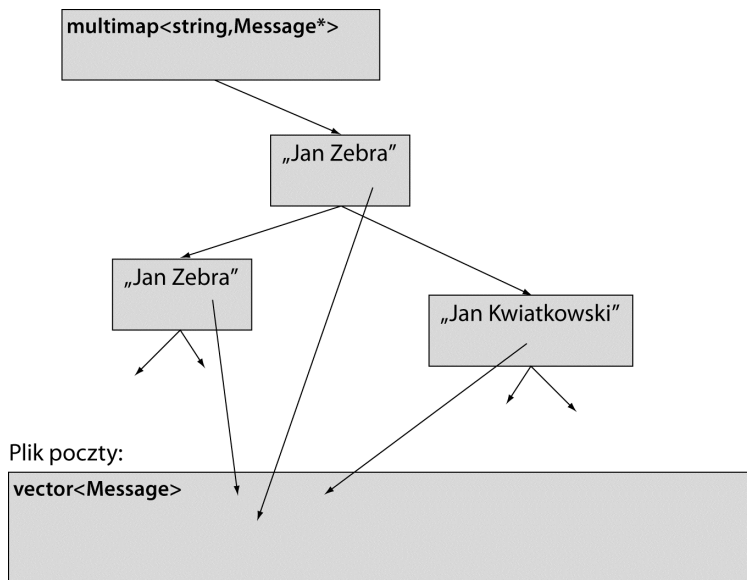 multimap<string,Message*>
„Jan Zebra”
„Jan Zebra”
„Jan Kwiatkowski”
Plik poczty:
vector<Message>